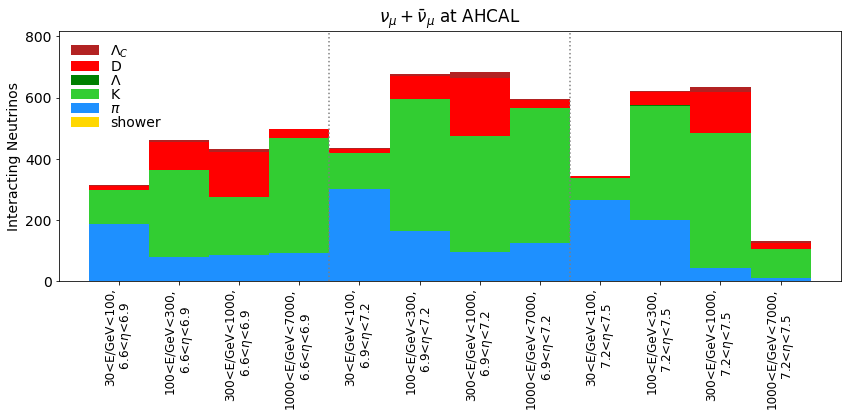 ν_μ + ν̄_μ at AHCAL
Interacting Neutrinos
800
600
400
200
0
Λ_C
D
Λ
K
π
shower
30<E/GeV<100,
6.6<η<6.9
100<E/GeV<300,
6.6<η<6.9
300<E/GeV<1000,
6.6<η<6.9
1000<E/GeV<7000,
6.6<η<6.9
30<E/GeV<100,
6.9<η<7.2
100<E/GeV<300,
6.9<η<7.2
300<E/GeV<1000,
6.9<η<7.2
1000<E/GeV<7000,
6.9<η<7.2
30<E/GeV<100,
7.2<η<7.5
100<E/GeV<300,
7.2<η<7.5
300<E/GeV<1000,
7.2<η<7.5
1000<E/GeV<7000,
7.2<η<7.5